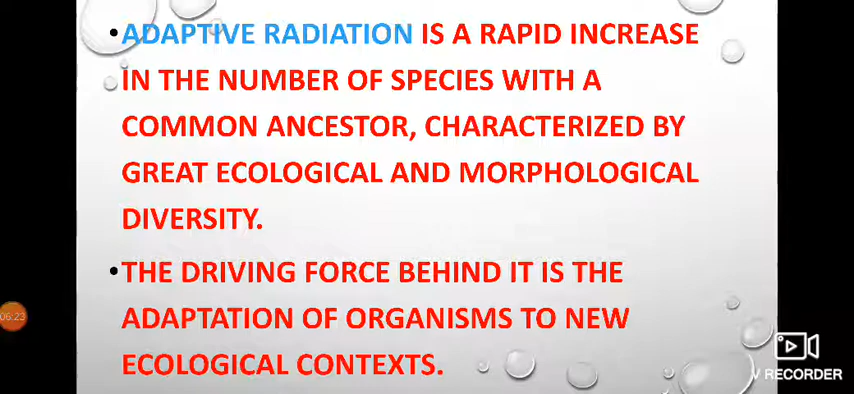 •ADAPTIVE RADIATION IS A RAPID INCREASE
IN THE NUMBER OF SPECIES WITH A
COMMON ANCESTOR, CHARACTERIZED BY
GREAT ECOLOGICAL AND MORPHOLOGICAL
DIVERSITY.
•THE DRIVING FORCE BEHIND IT IS THE
ADAPTATION OF ORGANISMS TO NEW
ECOLOGICAL CONTEXTS.
06:23
V RECORDER